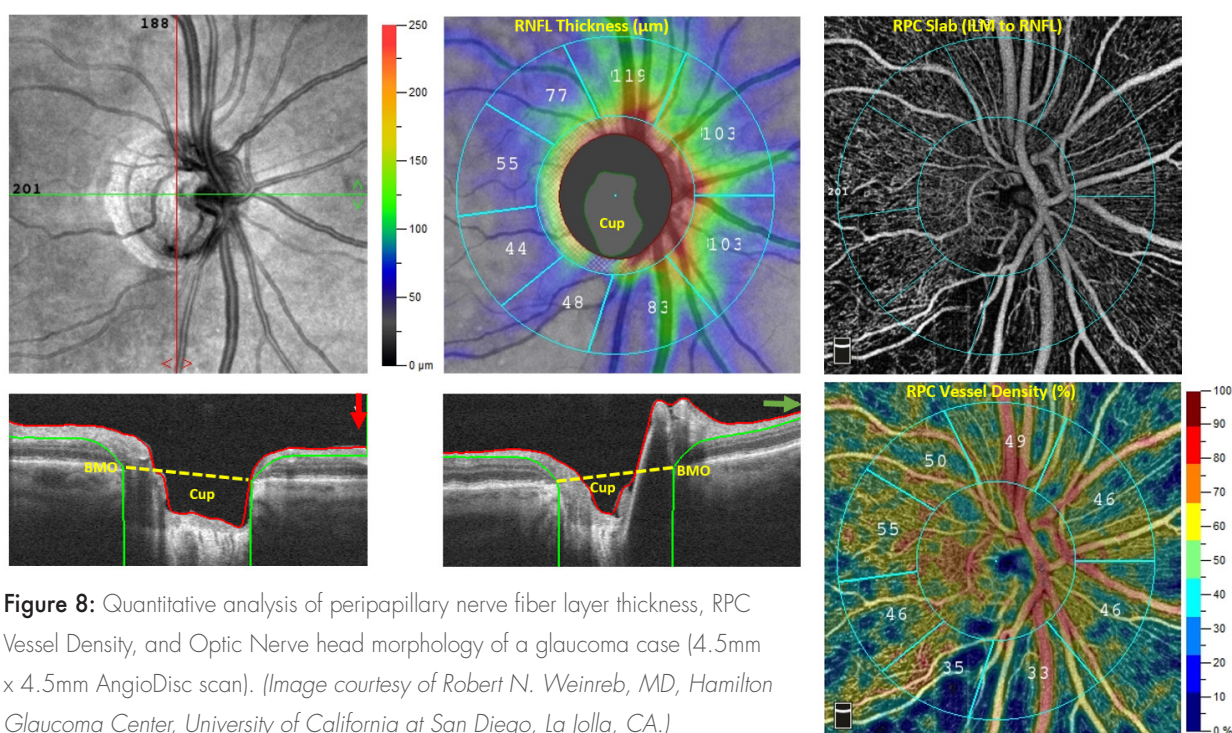 188
201
250
200
150
100
50
0 µm
RNFL Thickness (µm)
119
77
103
55
103
44
48
83
Cup
RPC Slab (ILM to RNFL)
201
BMO
Cup
Cup
BMO
RPC Vessel Density (%)
49
50
46
55
46
46
35
33
100
90
80
70
60
50
40
30
20
10
0 %
Figure 8: Quantitative analysis of peripapillary nerve fiber layer thickness, RPC
Vessel Density, and Optic Nerve head morphology of a glaucoma case (4.5mm
x 4.5mm AngioDisc scan). (Image courtesy of Robert N. Weinreb, MD, Hamilton
Glaucoma Center, University of California at San Diego, La Jolla, CA.)